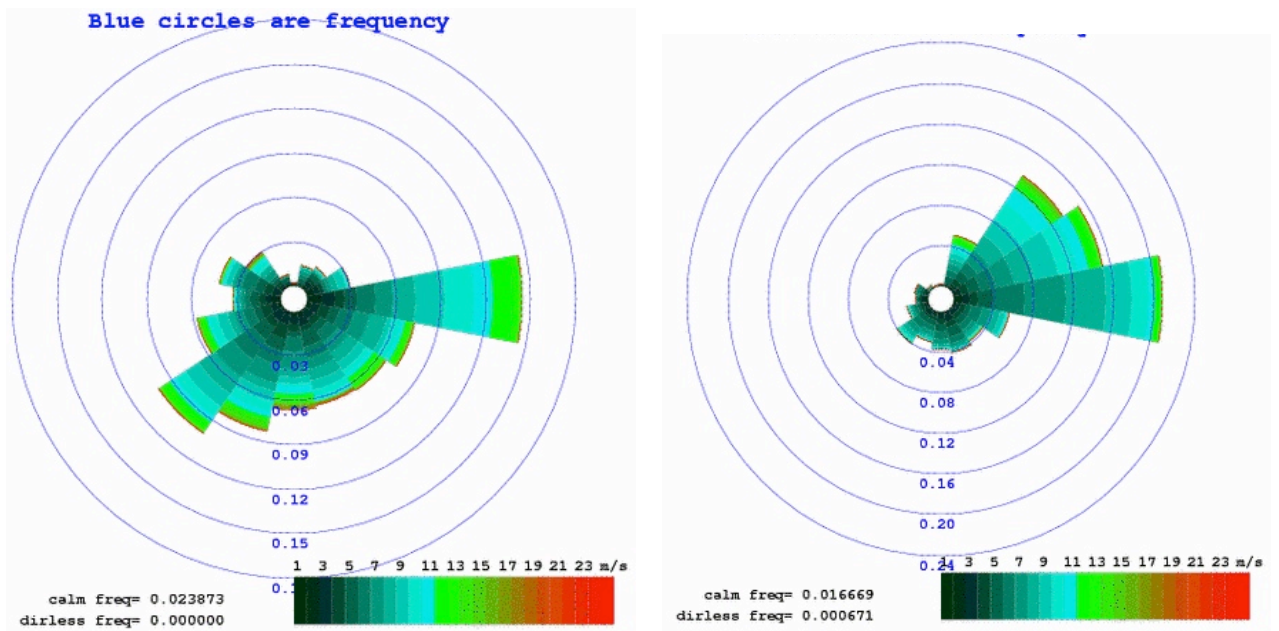 Blue circles are frequency
0.03
0.06
0.09
0.12
0.15
1 3 5 7 9 11 13 15 17 19 21 23 m/s
calm freq= 0.023873
dirless freq= 0.000000
0.04
0.08
0.12
0.16
0.20
0.24
1 3 5 7 9 11 13 15 17 19 21 23 m/s
calm freq= 0.016669
dirless freq= 0.000671